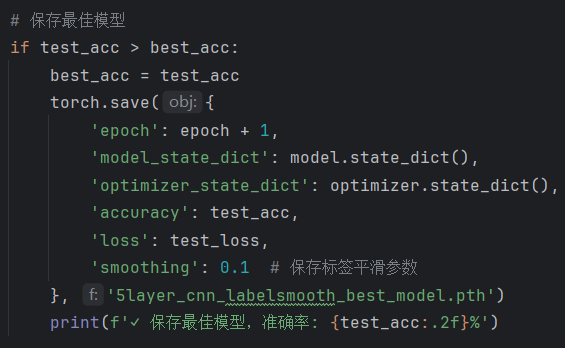 # 保存最佳模型
if test_acc > best_acc:
    best_acc = test_acc
    torch.save( obj: {
        'epoch': epoch + 1,
        'model_state_dict': model.state_dict(),
        'optimizer_state_dict': optimizer.state_dict(),
        'accuracy': test_acc,
        'loss': test_loss,
        'smoothing': 0.1  # 保存标签平滑参数
    }, f: '5layer_cnn_labelsmooth_best_model.pth')
    print(f'✓ 保存最佳模型，准确率: {test_acc:.2f}%')